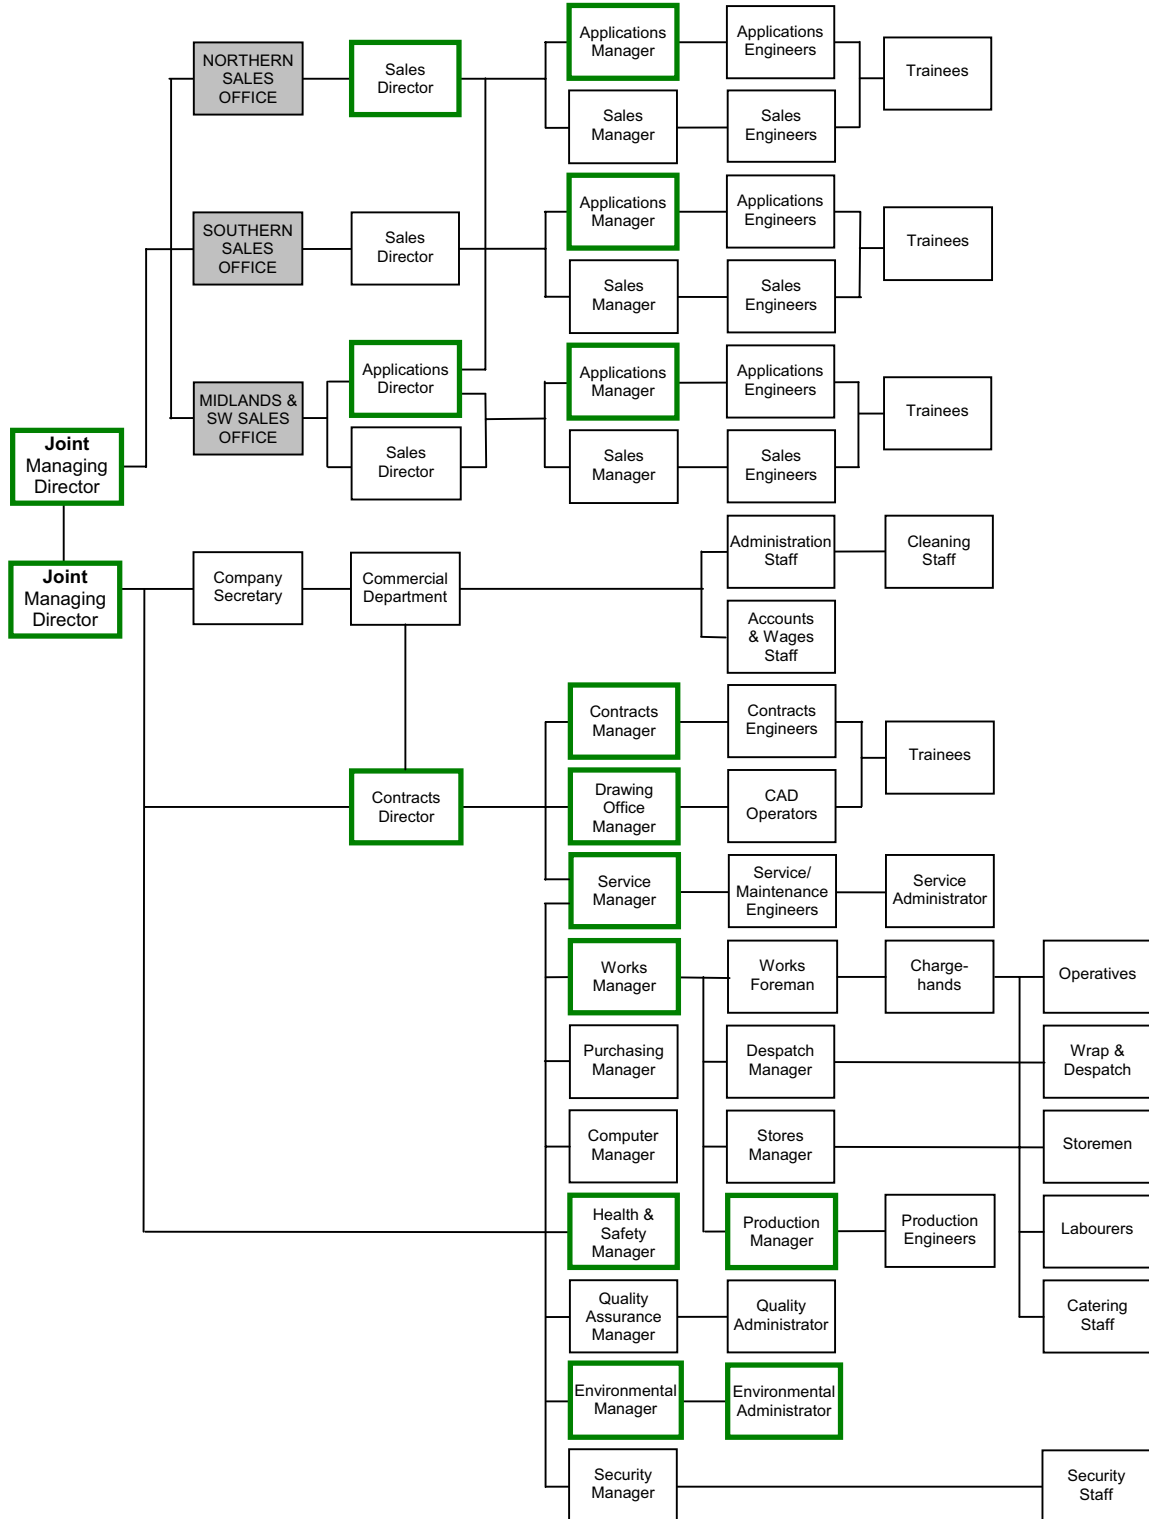 Applications
Manager
Applications
Engineers
NORTHERN
SALES
OFFICE
Sales
Director
Trainees
Sales
Manager
Sales
Engineers
Applications
Manager
Applications
Engineers
SOUTHERN
SALES
OFFICE
Sales
Director
Trainees
Sales
Manager
Sales
Engineers
Applications
Director
Applications
Manager
Applications
Engineers
MIDLANDS &
SW SALES
OFFICE
Trainees
Sales
Director
Sales
Manager
Sales
Engineers
Joint
Managing
Director
Administration
Staff
Cleaning
Staff
Joint
Managing
Director
Company
Secretary
Commercial
Department
Accounts
& Wages
Staff
Contracts
Manager
Contracts
Engineers
Trainees
Contracts
Director
Drawing
Office
Manager
CAD
Operators
Service
Manager
Service/
Maintenance
Engineers
Service
Administrator
Works
Manager
Works
Foreman
Charge-
hands
Operatives
Purchasing
Manager
Despatch
Manager
Wrap &
Despatch
Computer
Manager
Stores
Manager
Storemen
Health &
Safety
Manager
Production
Manager
Production
Engineers
Labourers
Quality
Assurance
Manager
Quality
Administrator
Catering
Staff
Environmental
Manager
Environmental
Administrator
Security
Manager
Security
Staff